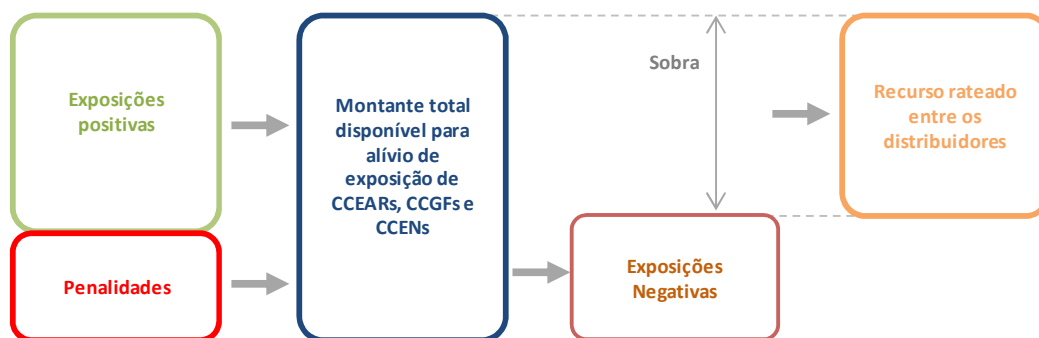 Exposições
positivas
Penalidades
Montante total
disponível para
alívio de
exposição de
CCEARs, CCGFs e
CCENs
Sobra
Exposições
Negativas
Recurso rateado
entre os
distribuidores